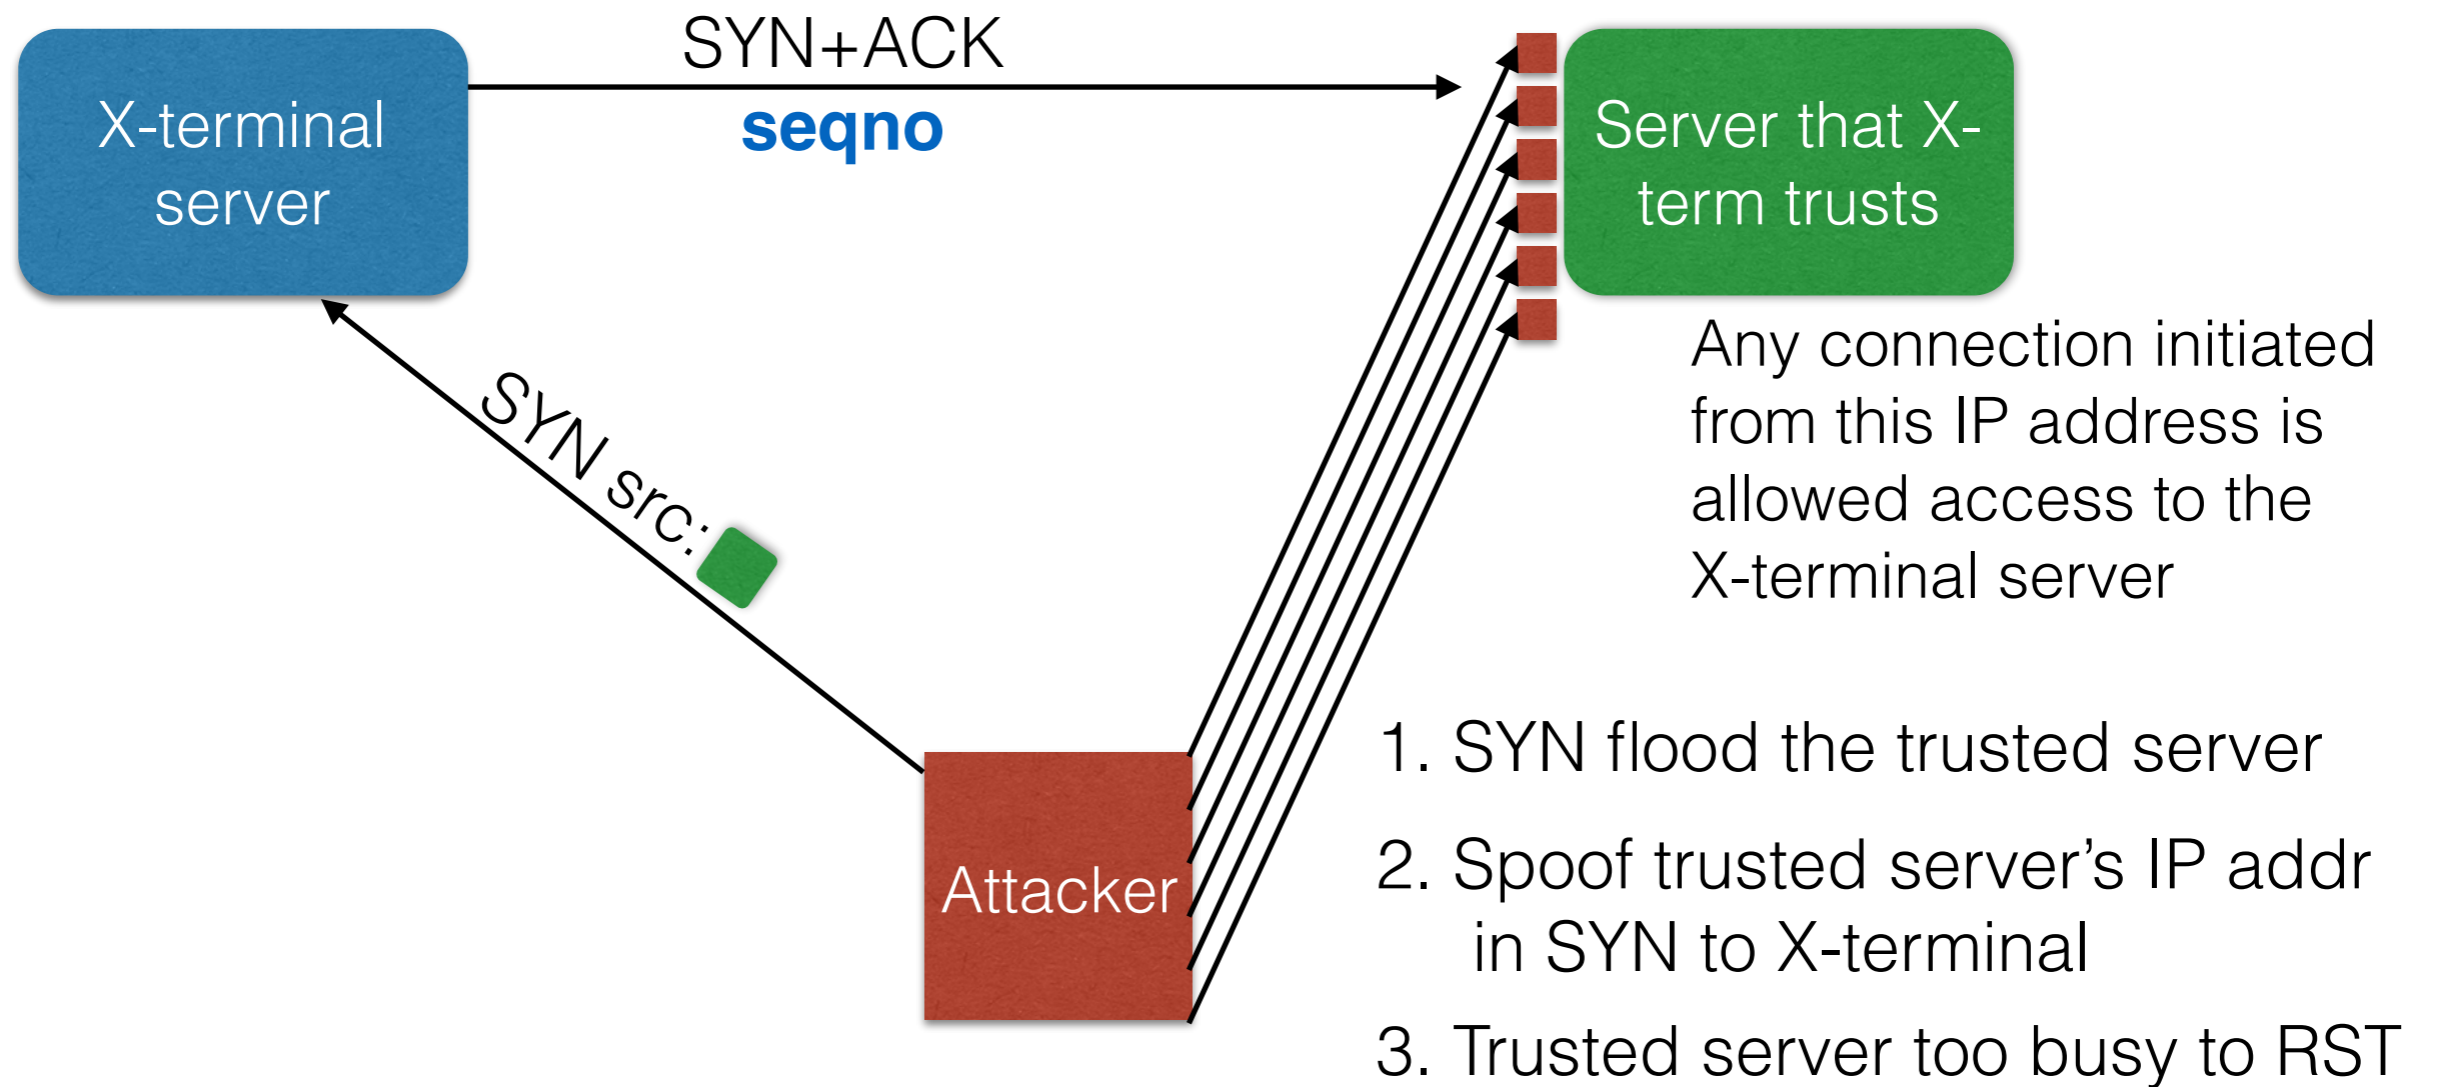 SYN+ACK
seqno
X-terminal
server
Server that X-
term trusts
Any connection initiated
from this IP address is
allowed access to the
X-terminal server
SYN src:
Attacker
1. SYN flood the trusted server
2. Spoof trusted server’s IP addr
in SYN to X-terminal
3. Trusted server too busy to RST